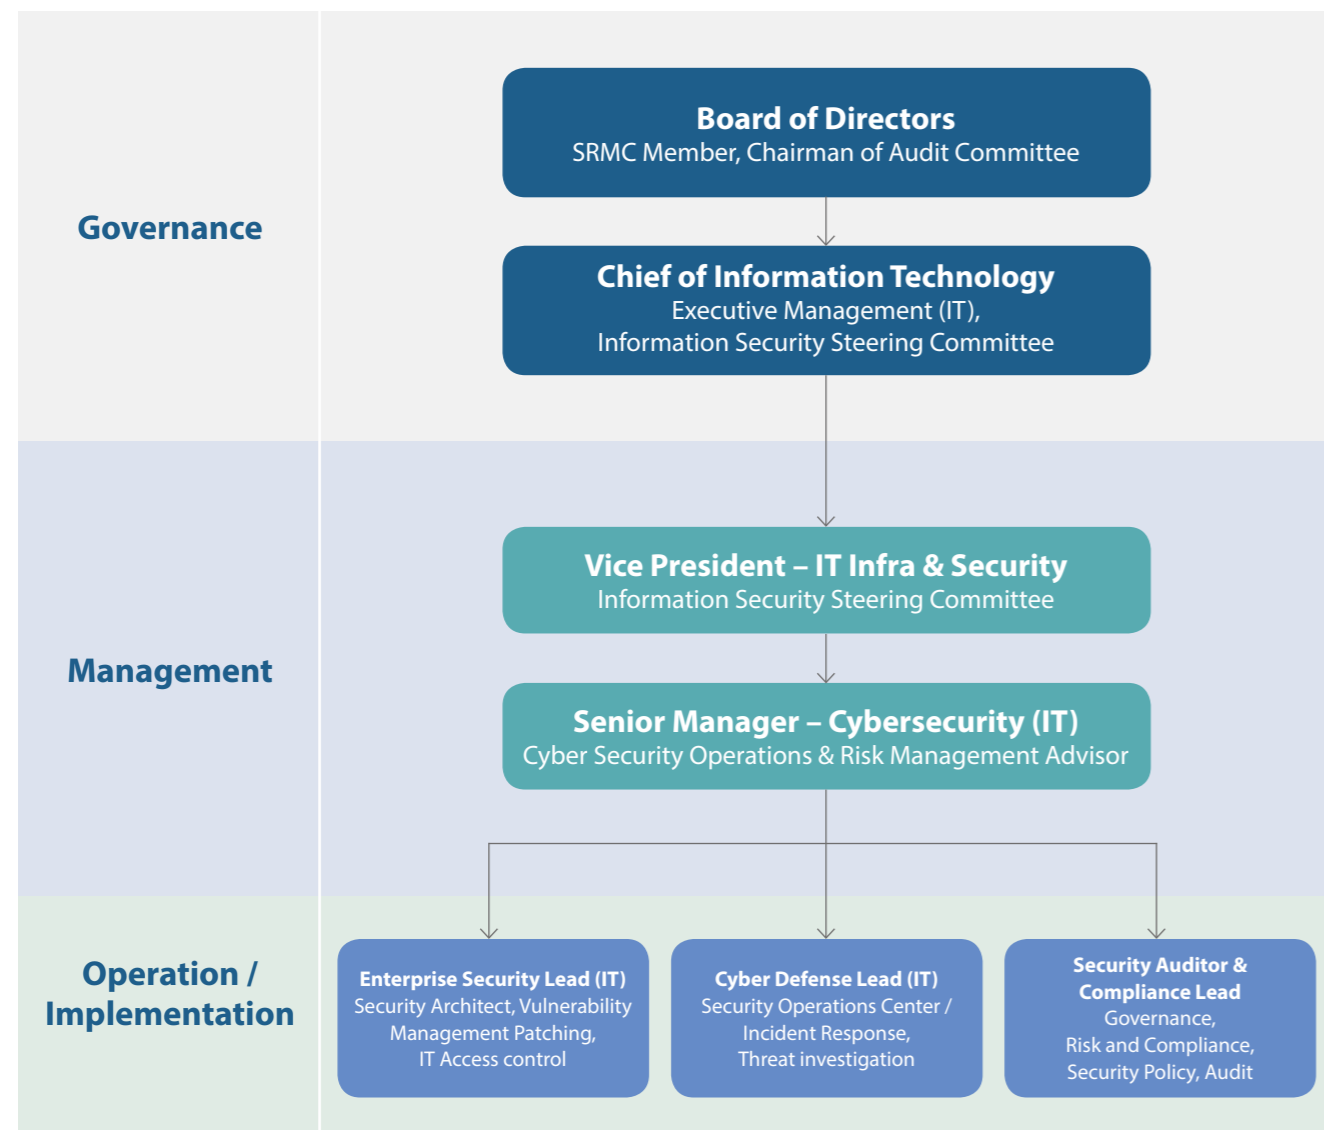 Governance
Board of Directors
SRMC Member, Chairman of Audit Committee
Chief of Information Technology
Executive Management (IT),
Information Security Steering Committee
Management
Vice President – IT Infra & Security
Information Security Steering Committee
Senior Manager – Cybersecurity (IT)
Cyber Security Operations & Risk Management Advisor
Operation /
Implementation
Enterprise Security Lead (IT)
Security Architect, Vulnerability
Management Patching,
IT Access control
Cyber Defense Lead (IT)
Security Operations Center /
Incident Response,
Threat investigation
Security Auditor &
Compliance Lead
Governance,
Risk and Compliance,
Security Policy, Audit